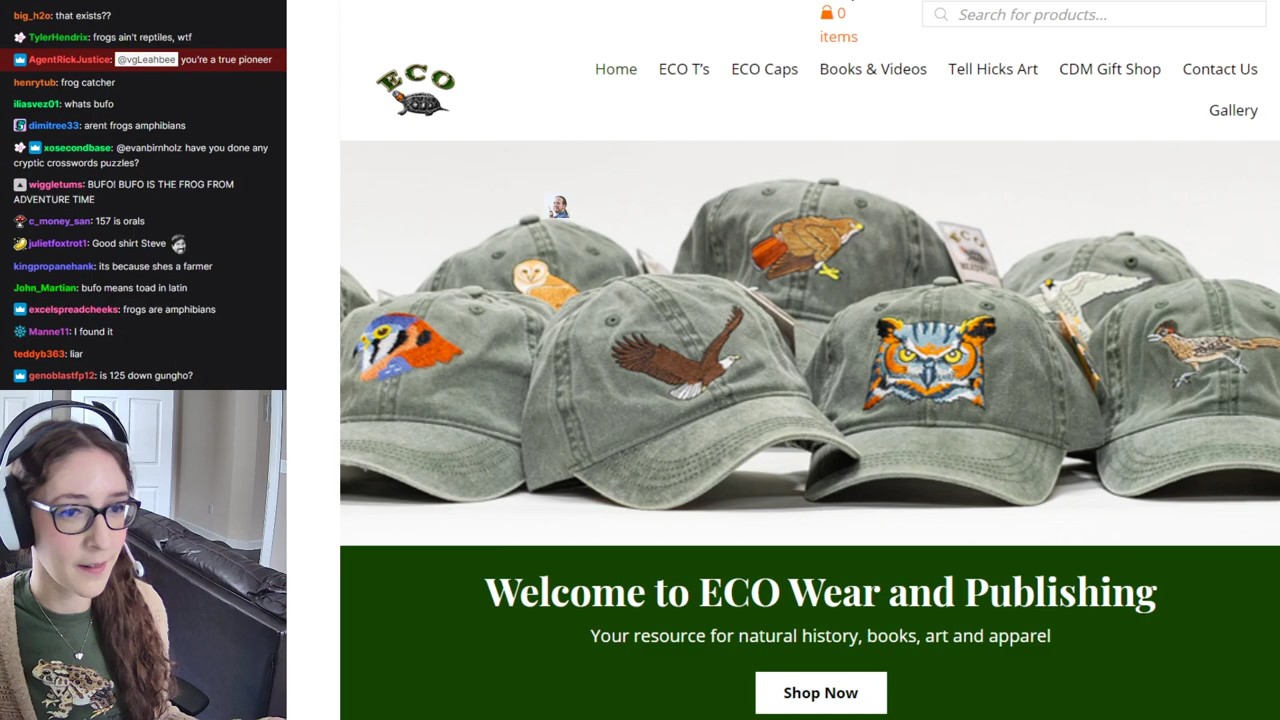 big_h2o: that exists??
TylerHendrix: frogs ain't reptiles, wtf
AgentRickJustice: @vgLeahbee you're a true pioneer
henrytub: frog catcher
iliasvez01: whats bufo
dimitree33: arent frogs amphibians
xosecondbase: @evanbirnholz have you done any
cryptic crosswords puzzles?
wiggletums: BUFO! BUFO IS THE FROG FROM
ADVENTURE TIME
c_money_san: 157 is orals
julietfoxtrot1: Good shirt Steve
kingpropanehank: its because shes a farmer
John_Martian: bufo means toad in latin
excelspreadcheeks: frogs are amphibians
Manne11: I found it
teddyb363: liar
genoblastfp12: is 125 down gungho?
0
items
Search for products...
ECO
Home ECO T's ECO Caps Books & Videos Tell Hicks Art CDM Gift Shop Contact Us
Gallery
Welcome to ECO Wear and Publishing
Your resource for natural history, books, art and apparel
Shop Now